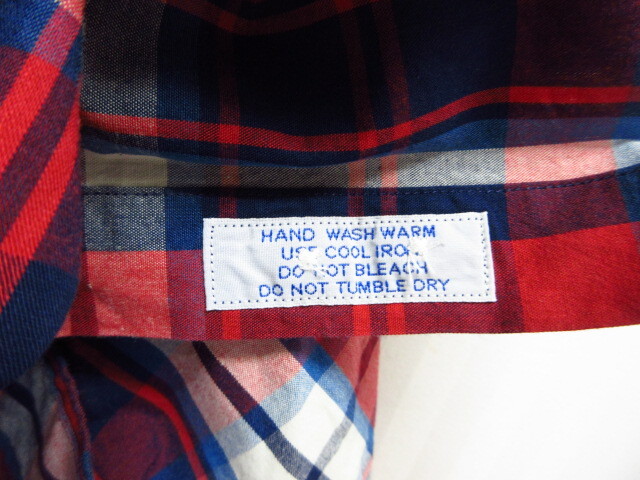 HAND WASH WARM
USE COOL IRON
DO NOT BLEACH
DO NOT TUMBLE DRY